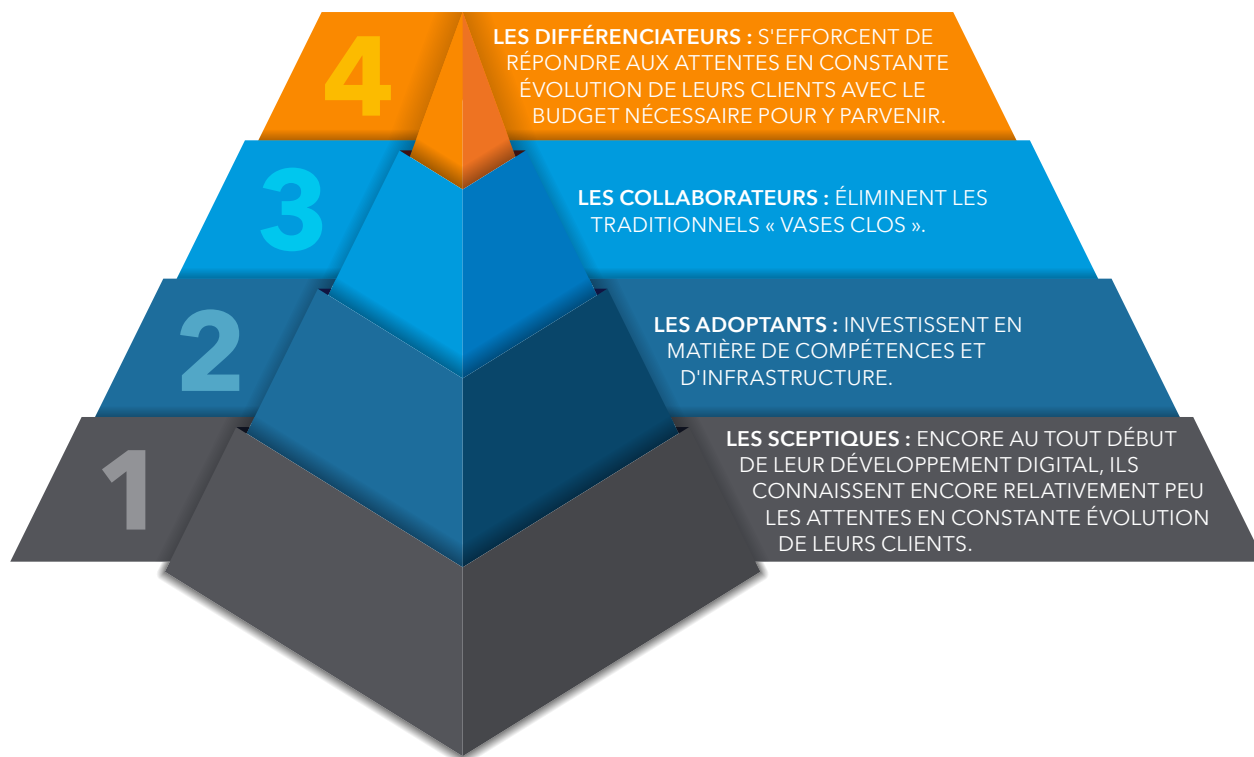 4
LES DIFFÉRENCIATEURS : S'EFFORCENT DE
RÉPONDRE AUX ATTENTES EN CONSTANTE
ÉVOLUTION DE LEURS CLIENTS AVEC LE
BUDGET NÉCESSAIRE POUR Y PARVENIR.
3
LES COLLABORATEURS : ÉLIMINENT LES
TRADITIONNELS « VASES CLOS ».
2
LES ADOPTANTS : INVESTISSENT EN
MATIÈRE DE COMPÉTENCES ET
D'INFRASTRUCTURE.
1
LES SCEPTIQUES : ENCORE AU TOUT DÉBUT
DE LEUR DÉVELOPPEMENT DIGITAL, ILS
CONNAISSENT ENCORE RELATIVEMENT PEU
LES ATTENTES EN CONSTANTE ÉVOLUTION
DE LEURS CLIENTS.